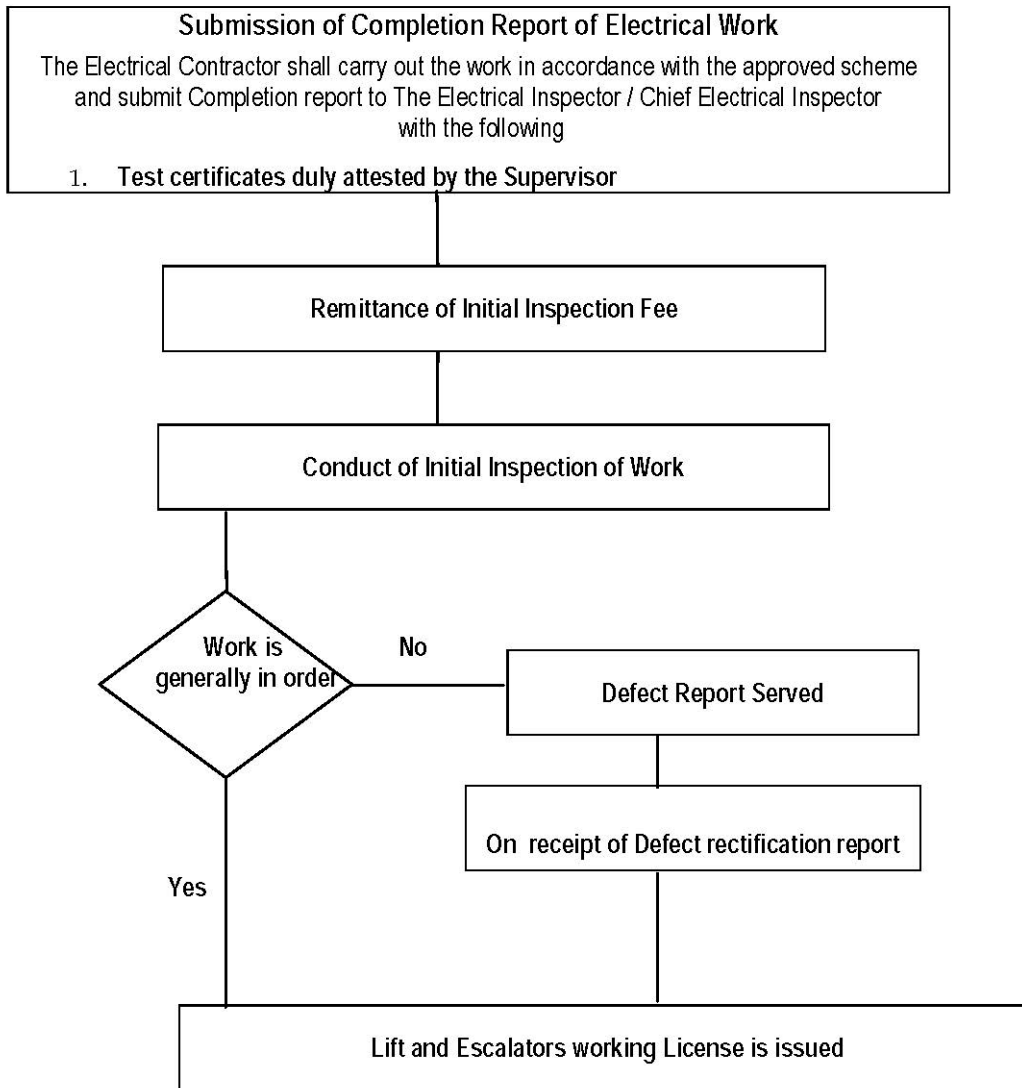 Submission of Completion Report of Electrical Work
The Electrical Contractor shall carry out the work in accordance with the approved scheme
and submit Completion report to The Electrical Inspector / Chief Electrical Inspector
with the following
1. Test certificates duly attested by the Supervisor
Remittance of Initial Inspection Fee
Conduct of Initial Inspection of Work
Work is
generally in order
No
Defect Report Served
On receipt of Defect rectification report
Yes
Lift and Escalators working License is issued